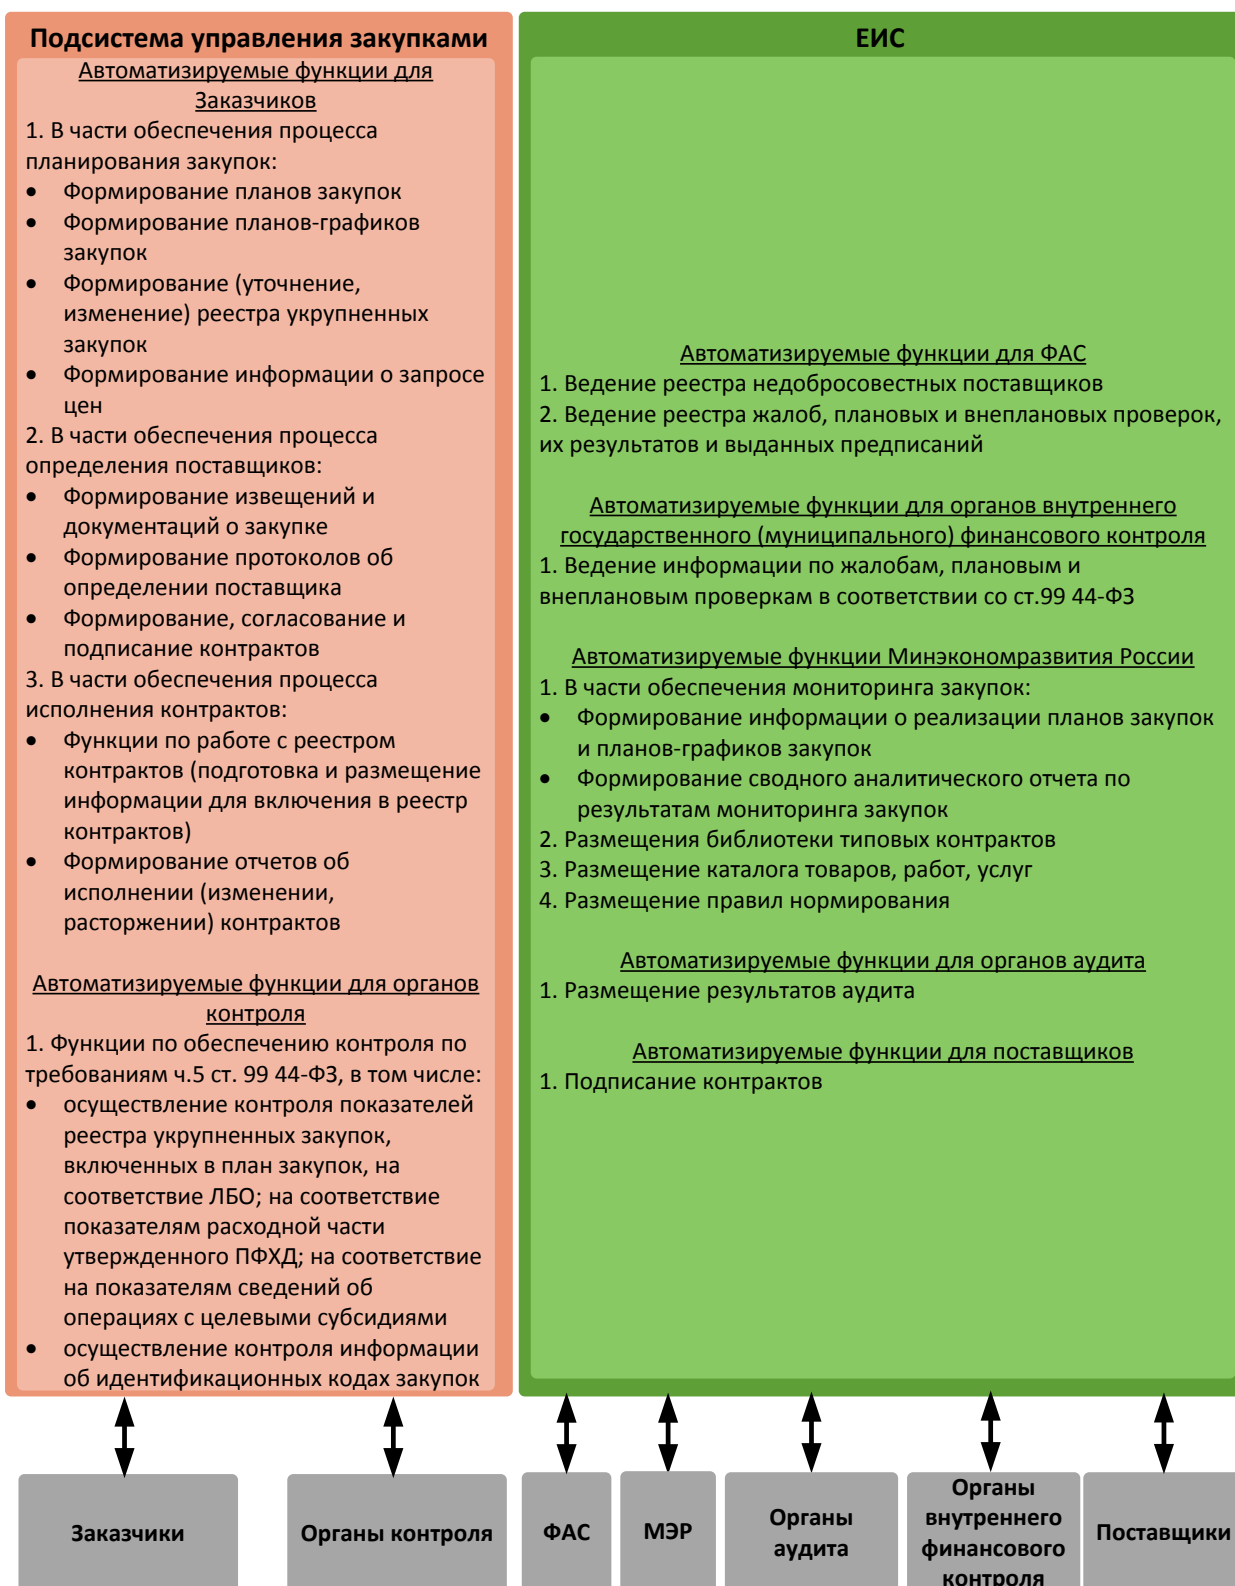 Подсистема управления закупками
Автоматизируемые функции для
Заказчиков
1. В части обеспечения процесса
планирования закупок:
• Формирование планов закупок
• Формирование планов-графиков
закупок
• Формирование (уточнение,
изменение) реестра укрупненных
закупок
• Формирование информации о запросе
цен
2. В части обеспечения процесса
определения поставщиков:
• Формирование извещений и
документаций о закупке
• Формирование протоколов об
определении поставщика
• Формирование, согласование и
подписание контрактов
3. В части обеспечения процесса
исполнения контрактов:
• Функции по работе с реестром
контрактов (подготовка и размещение
информации для включения в реестр
контрактов)
• Формирование отчетов об
исполнении (изменении,
расторжении) контрактов
Автоматизируемые функции для органов
контроля
1. Функции по обеспечению контроля по
требованиям ч.5 ст. 99 44-ФЗ, в том числе:
• осуществление контроля показателей
реестра укрупненных закупок,
включенных в план закупок, на
соответствие ЛБО; на соответствие
показателям расходной части
утвержденного ПФХД; на соответствие
на показателям сведений об
операциях с целевыми субсидиями
• осуществление контроля информации
об идентификационных кодах закупок
ЕИС
Автоматизируемые функции для ФАС
1. Ведение реестра недобросовестных поставщиков
2. Ведение реестра жалоб, плановых и внеплановых проверок,
их результатов и выданных предписаний
Автоматизируемые функции для органов внутреннего
государственного (муниципального) финансового контроля
1. Ведение информации по жалобам, плановым и
внеплановым проверкам в соответствии со ст.99 44-ФЗ
Автоматизируемые функции Минэкономразвития России
1. В части обеспечения мониторинга закупок:
• Формирование информации о реализации планов закупок
и планов-графиков закупок
• Формирование сводного аналитического отчета по
результатам мониторинга закупок
2. Размещения библиотеки типовых контрактов
3. Размещение каталога товаров, работ, услуг
4. Размещение правил нормирования
Автоматизируемые функции для органов аудита
1. Размещение результатов аудита
Автоматизируемые функции для поставщиков
1. Подписание контрактов
Заказчики
Органы контроля
ФАС
МЭР
Органы
аудита
Органы
внутреннего
финансового
контроля
Поставщики